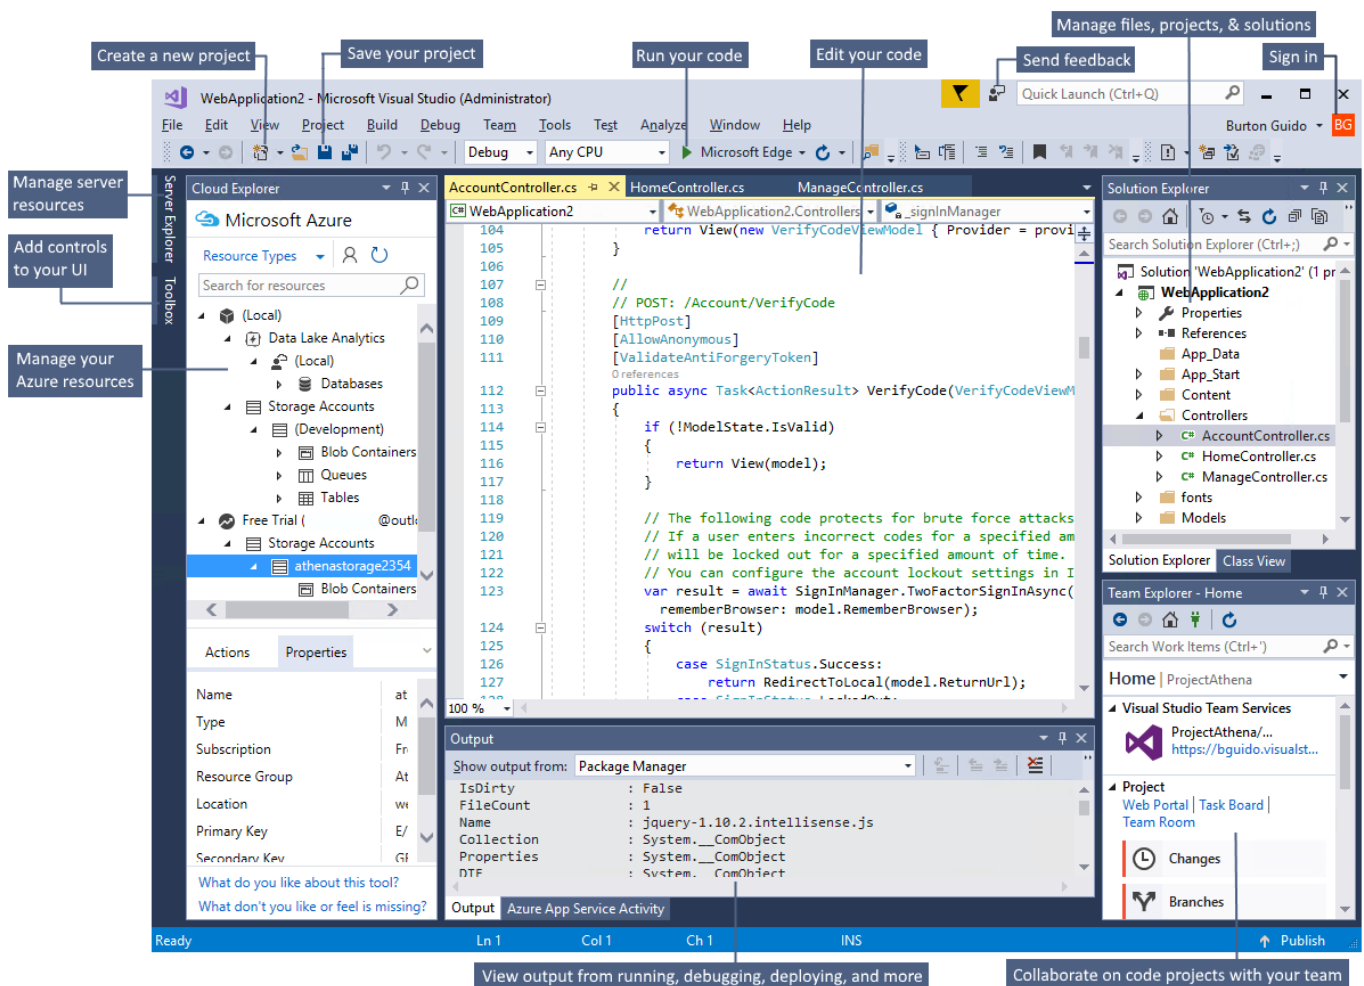 Manage files, projects, & solutions
Create a new project
Save your project
Run your code
Edit your code
Send feedback
Sign in
WebApplication2 - Microsoft Visual Studio (Administrator)
Quick Launch (Ctrl+Q)
File Edit View Project Build Debug Team Tools Test Analyze Window Help
Burton Guido
BG
Debug
Any CPU
Microsoft Edge
Manage server
resources
Add controls
to your UI
Manage your
Azure resources
Server Explorer
Toolbox
Cloud Explorer
Microsoft Azure
Resource Types
Search for resources
(Local)
Data Lake Analytics
(Local)
Databases
Storage Accounts
(Development)
Blob Containers
Queues
Tables
Free Trial ( @outl
Storage Accounts
athenastorage2354
Blob Containers
Actions Properties
Name at
Type M
Subscription Fr
Resource Group At
Location we
Primary Key E/
Secondary Key GF
What do you like about this tool?
What don't you like or feel is missing?
AccountController.cs HomeController.cs ManageController.cs
WebApplication2
WebApplication2.Controllers
_signInManager
104 return View(new VerifyCodeViewModel { Provider = provi
105 }
106
107 //
108 // POST: /Account/VerifyCode
109 [HttpPost]
110 [AllowAnonymous]
111 [ValidateAntiForgeryToken]
0 references
112 public async Task<ActionResult> VerifyCode(VerifyCodeViewM
113 {
114 if (!ModelState.IsValid)
115 {
116 return View(model);
117 }
118
119 // The following code protects for brute force attacks
120 // If a user enters incorrect codes for a specified am
121 // will be locked out for a specified amount of time.
122 // You can configure the account lockout settings in I
123 var result = await SignInManager.TwoFactorSignInAsync(
rememberBrowser: model.RememberBrowser);
124 switch (result)
125 {
126 case SignInStatus.Success:
127 return RedirectToLocal(model.ReturnUrl);
128 case SignInStatus.LockedOut:
100 %
Output
Show output from: Package Manager
IsDirty : False
FileCount : 1
Name : jquery-1.10.2.intellisense.js
Collection : System.__ComObject
Properties : System.__ComObject
DTE : System.__ComObject
Output Azure App Service Activity
Solution Explorer
Search Solution Explorer (Ctrl+;)
Solution 'WebApplication2' (1 pr
WebApplication2
Properties
References
App_Data
App_Start
Content
Controllers
C# AccountController.cs
C# HomeController.cs
C# ManageController.cs
fonts
Models
Solution Explorer Class View
Team Explorer - Home
Search Work Items (Ctrl+')
Home | ProjectAthena
Visual Studio Team Services
ProjectAthena/...
https://bguido.visualst...
Project
Web Portal | Task Board |
Team Room
Changes
Branches
Ready Ln 1 Col 1 Ch 1 INS Publish
View output from running, debugging, deploying, and more
Collaborate on code projects with your team